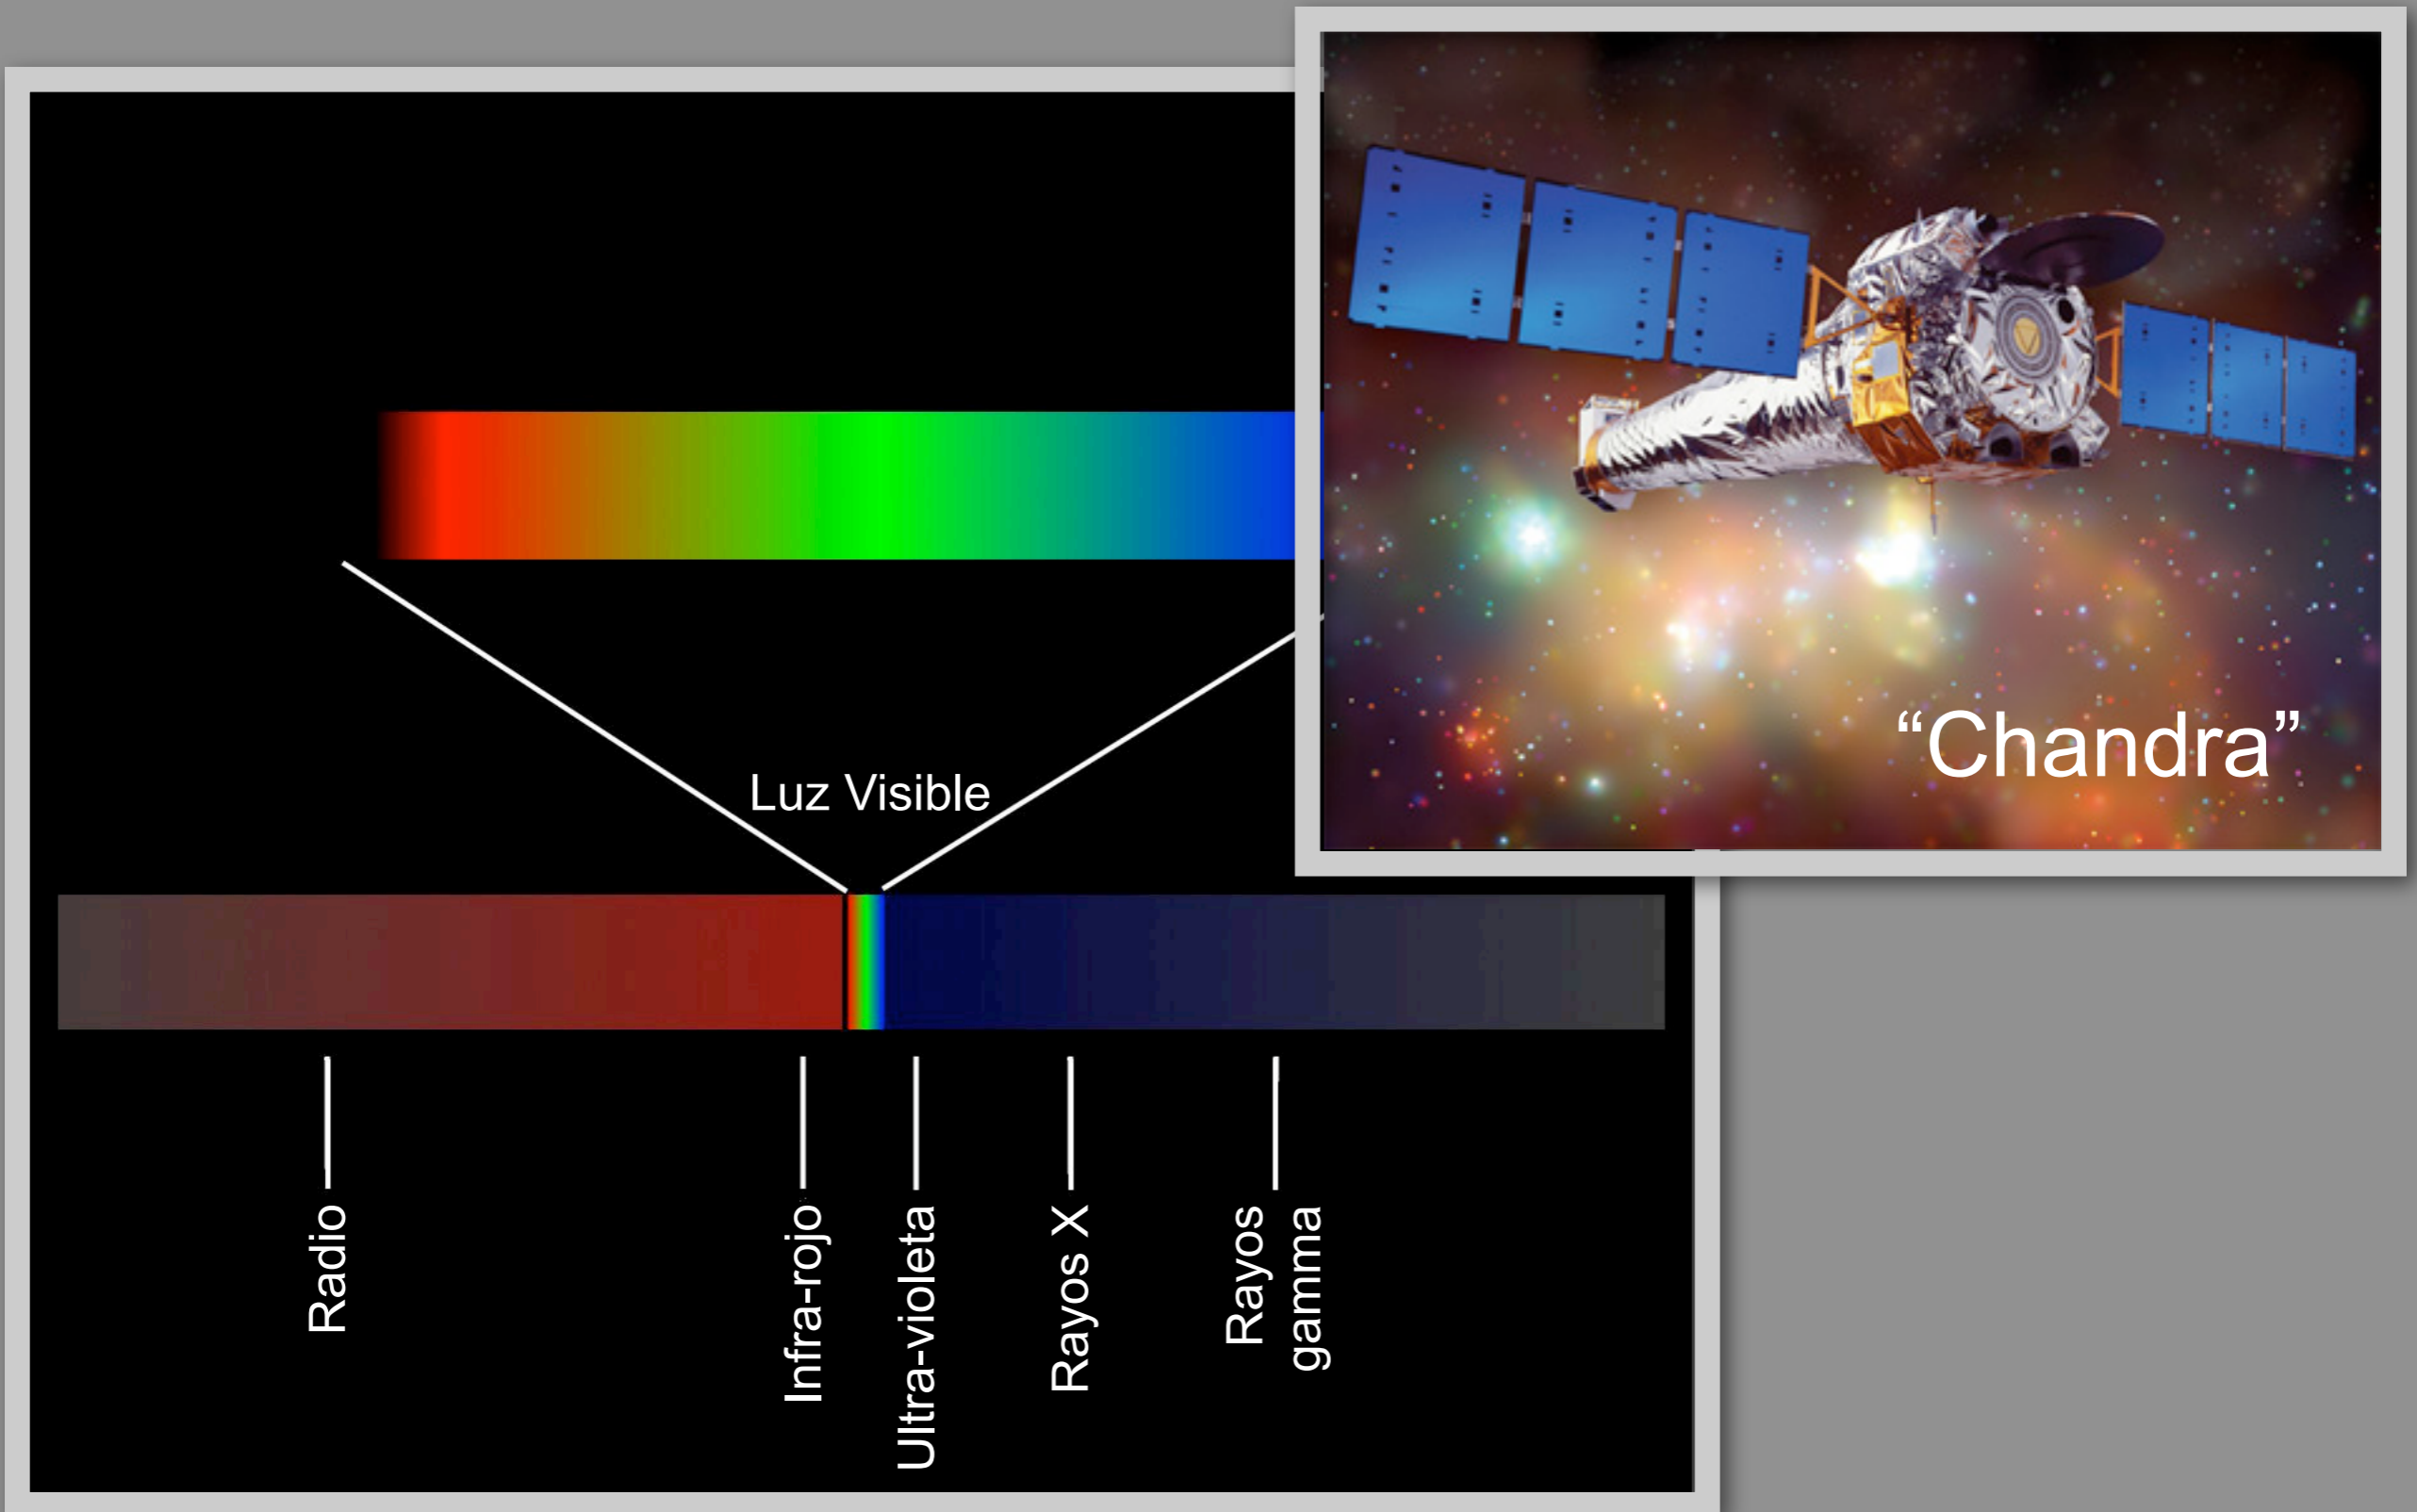 “Chandra”
Luz Visible
Radio
Infra-rojo
Ultra-violeta
Rayos X
Rayos
gamma